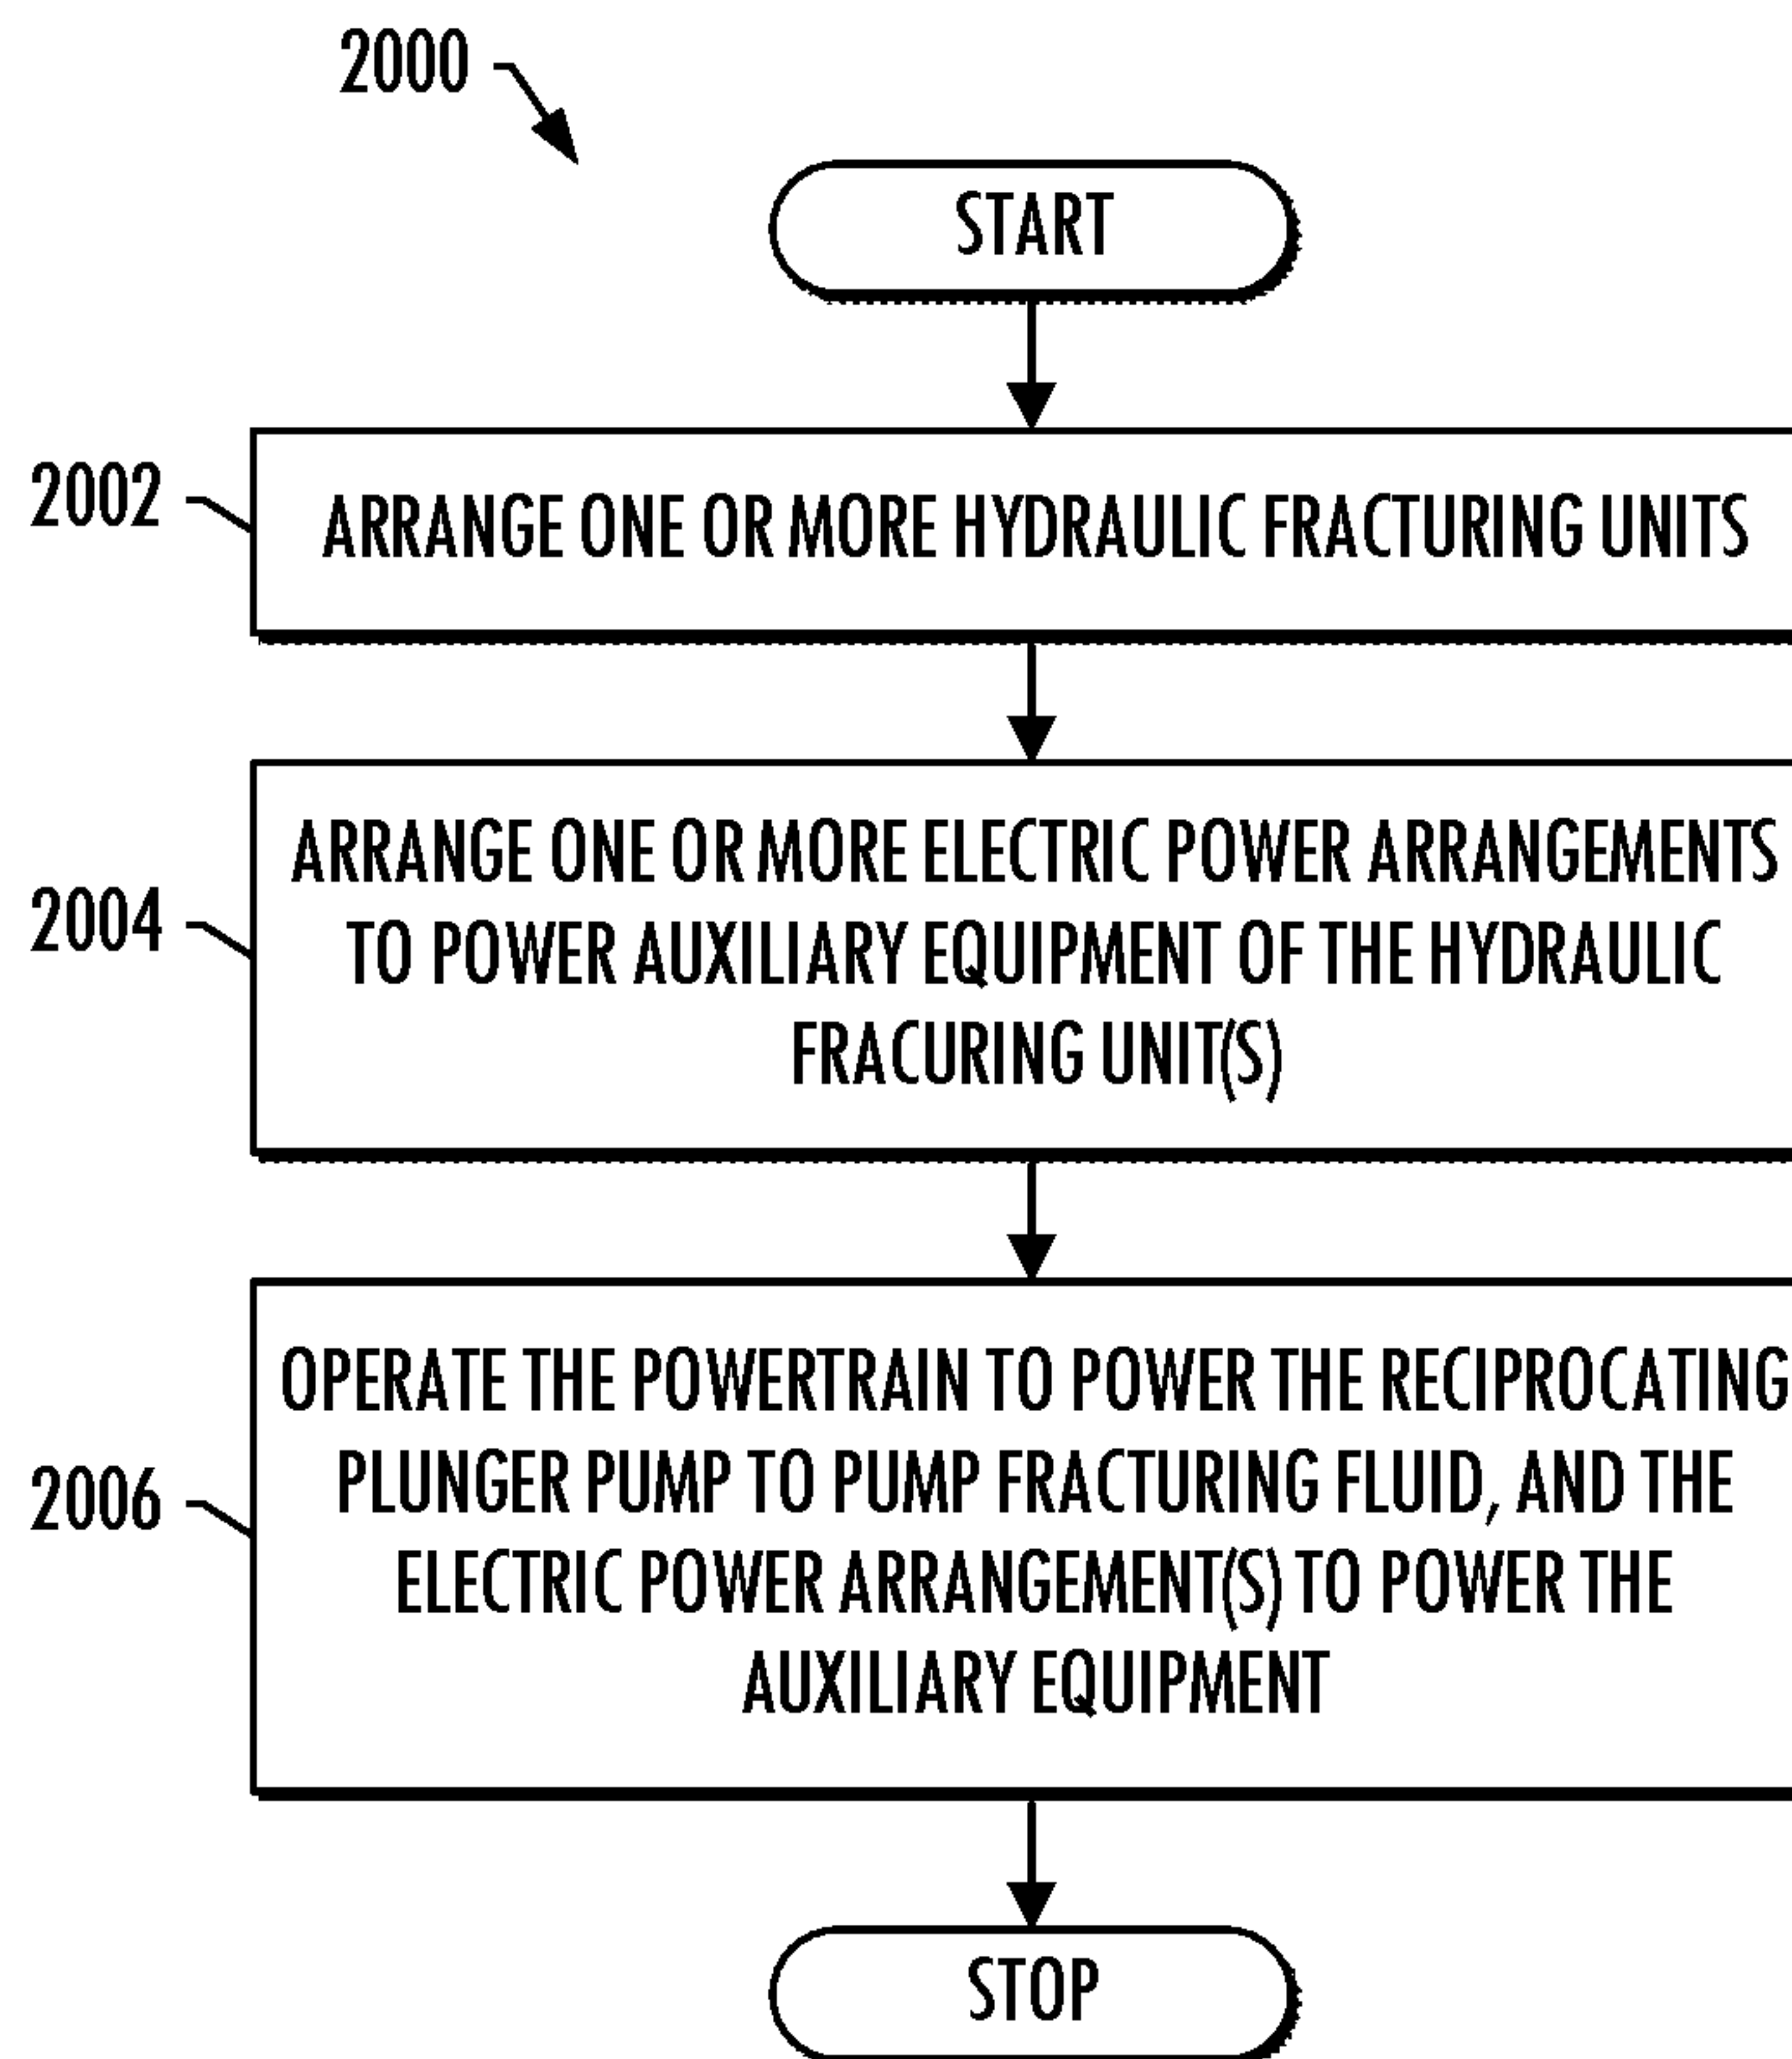 2000
START
2002
ARRANGE ONE OR MORE HYDRAULIC FRACTURING UNITS
2004
ARRANGE ONE OR MORE ELECTRIC POWER ARRANGEMENTS
TO POWER AUXILIARY EQUIPMENT OF THE HYDRAULIC
FRACURING UNIT(S)
2006
OPERATE THE POWERTRAIN TO POWER THE RECIPROCATING
PLUNGER PUMP TO PUMP FRACTURING FLUID, AND THE
ELECTRIC POWER ARRANGEMENT(S) TO POWER THE
AUXILIARY EQUIPMENT
STOP